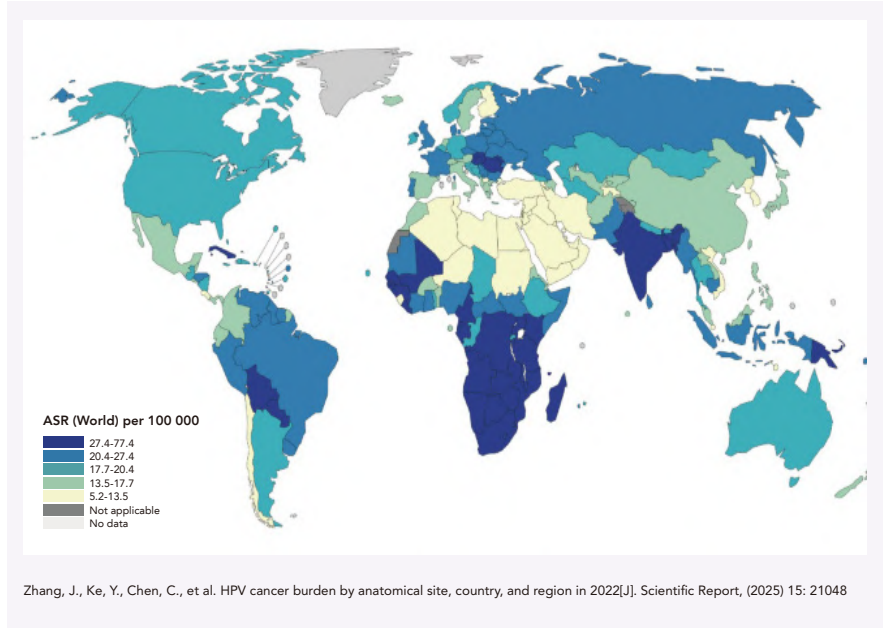 ASR (World) per 100 000
27.4-77.4
20.4-27.4
17.7-20.4
13.5-17.7
5.2-13.5
Not applicable
No data
Zhang, J., Ke, Y., Chen, C., et al. HPV cancer burden by anatomical site, country, and region in 2022[J]. Scientific Report, (2025) 15: 21048